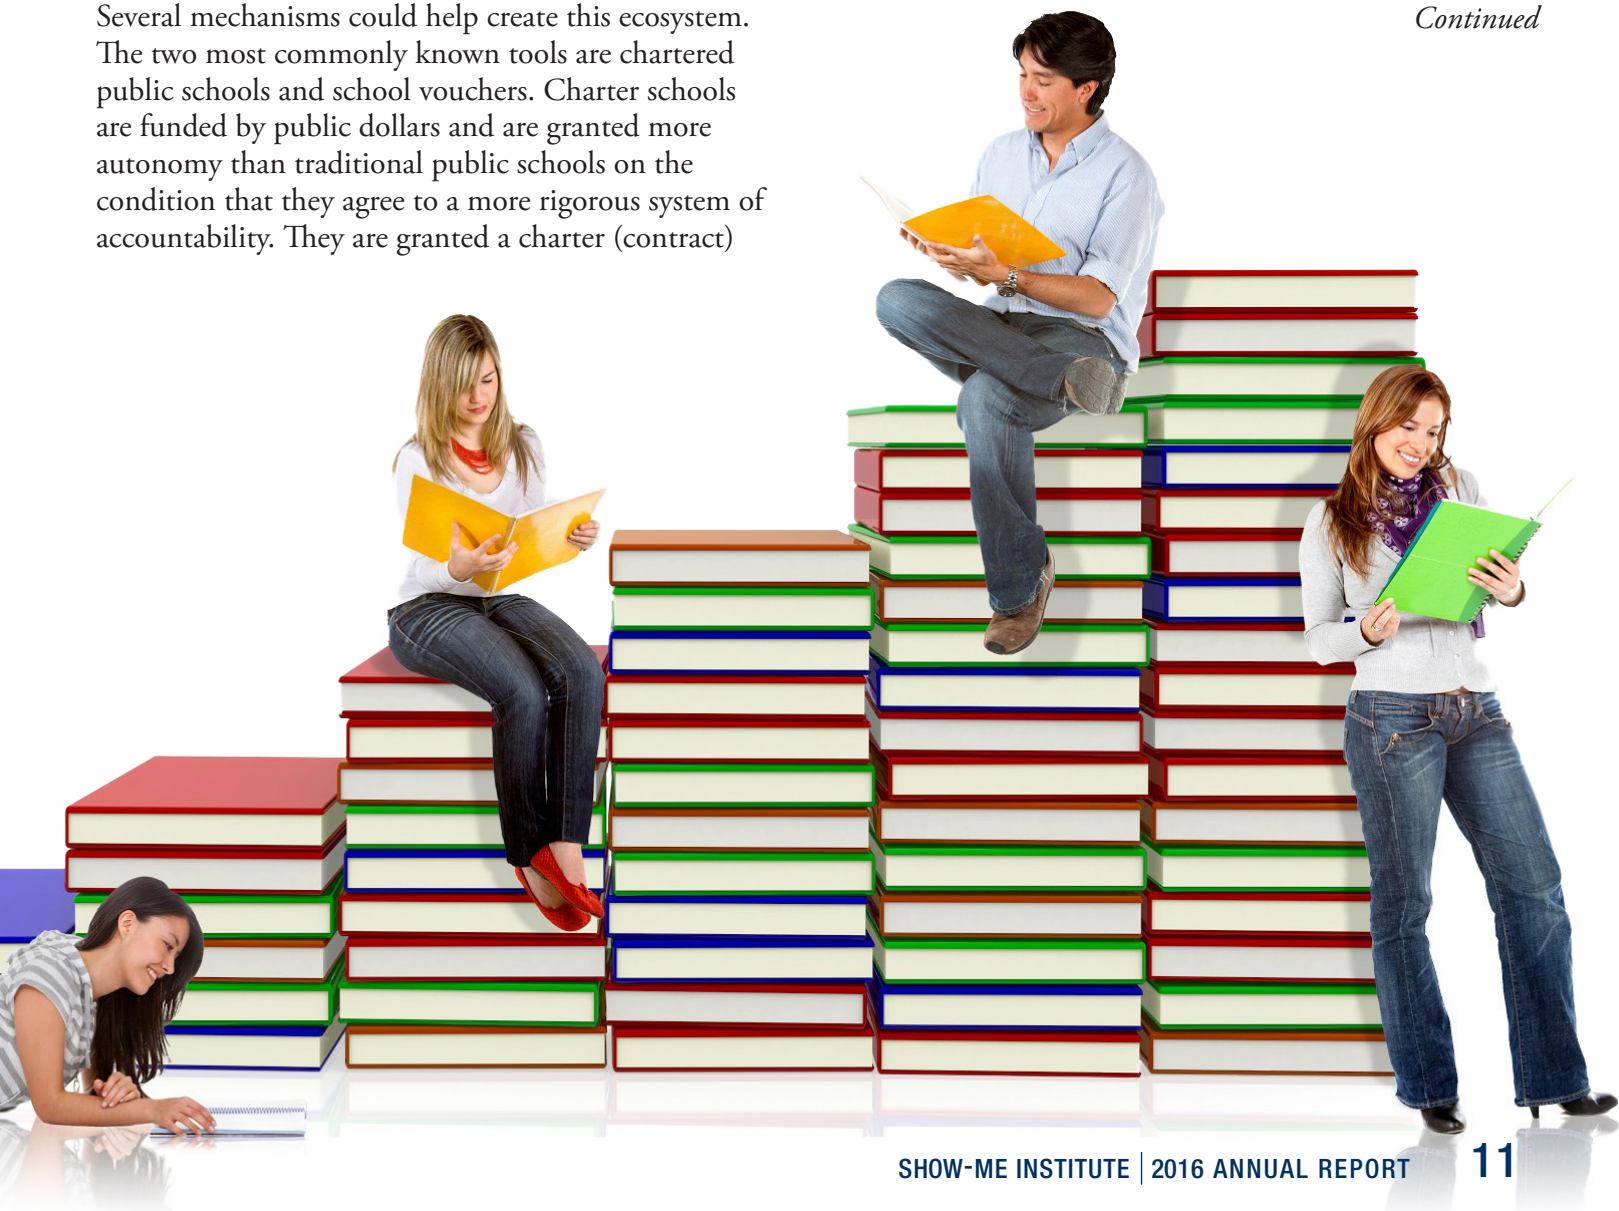 Several mechanisms could help create this ecosystem.
The two most commonly known tools are chartered
public schools and school vouchers. Charter schools
are funded by public dollars and are granted more
autonomy than traditional public schools on the
condition that they agree to a more rigorous system of
accountability. They are granted a charter (contract)
Continued
SHOW-ME INSTITUTE | 2016 ANNUAL REPORT 11